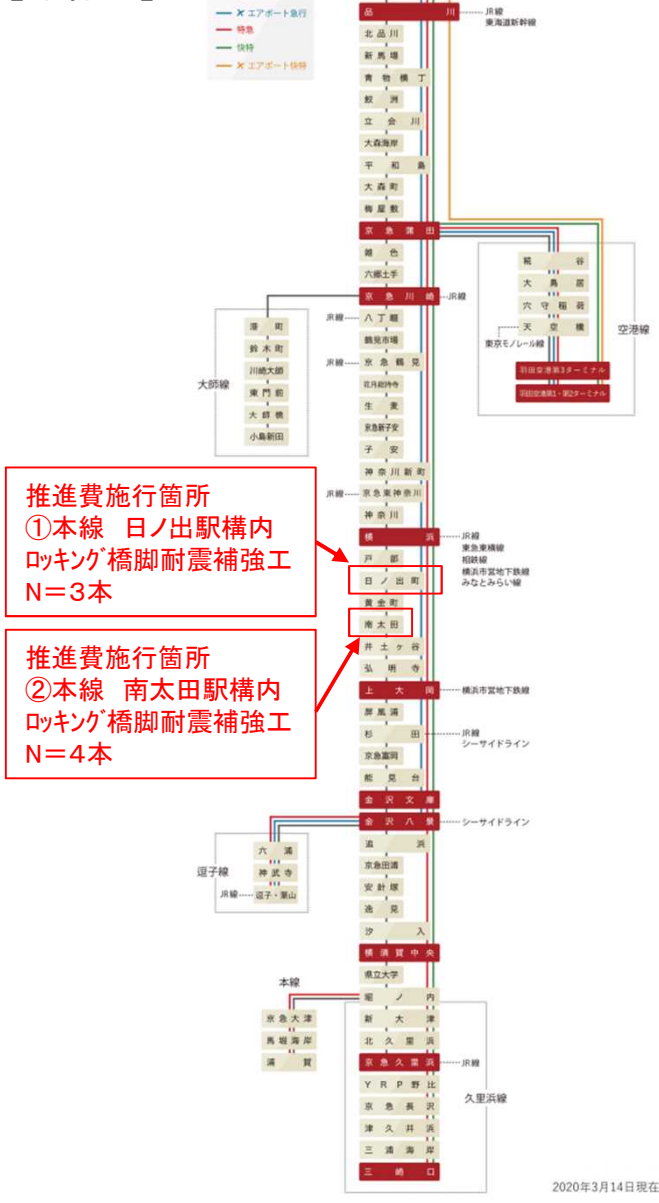 エアポート急行
特急
快特
エアポート快特
品川
JR線
東海道新幹線
北品川
新馬場
青物横丁
鮫洲
立会川
大森海岸
平和島
大森町
梅屋敷
京急蒲田
雑色
六郷土手
京急川崎
JR線
糀谷
大鳥居
穴守稲荷
天空橋
東京モノレール線
羽田空港第3ターミナル
羽田空港第1・第2ターミナル
空港線
港町
鈴木町
川崎大師
東門前
大師橋
小島新田
大師線
JR線
八丁畷
鶴見市場
JR線
京急鶴見
花月総持寺
生麦
京急新子安
子安
神奈川新町
JR線
京急東神奈川
神奈川
横浜
JR線
東急東横線
相鉄線
横浜市営地下鉄線
みなとみらい線
戸部
日ノ出町
黄金町
南太田
井土ヶ谷
弘明寺
上大岡
横浜市営地下鉄線
屏風浦
杉田
JR線
シーサイドライン
京急富岡
能見台
金沢文庫
金沢八景
シーサイドライン
推進費施行箇所
①本線 日ノ出駅構内
ロッキング橋脚耐震補強工
N=3本
推進費施行箇所
②本線 南太田駅構内
ロッキング橋脚耐震補強工
N=4本
六浦
神武寺
JR線
逗子・葉山
逗子線
追浜
京急田浦
安針塚
逸見
汐入
横須賀中央
県立大学
堀ノ内
本線
京急大津
馬堀海岸
浦賀
新大津
北久里浜
京急久里浜
JR線
YRP野比
京急長沢
津久井浜
三浦海岸
三崎口
久里浜線
2020年3月14日現在